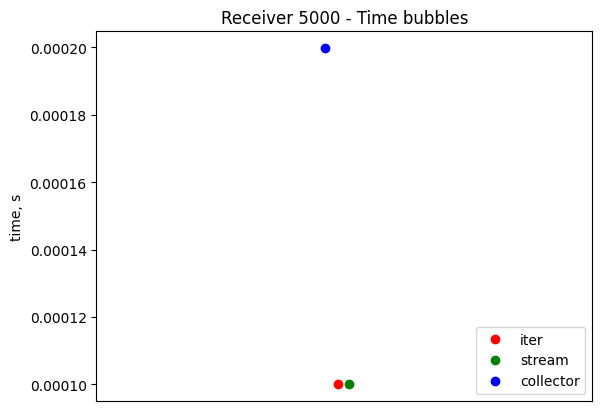 Receiver 5000 - Time bubbles
0.00020
0.00018
0.00016
time, s
0.00014
0.00012
0.00010
iter
stream
collector